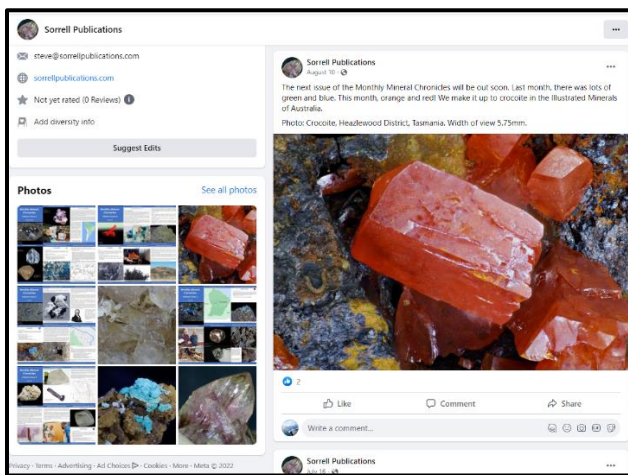 Sorrell Publications
steve@sorrellpublications.com
sorrellpublications.com
Not yet rated (0 Reviews)
Add diversity info
Suggest Edits
Photos
See all photos
Privacy · Terms · Advertising · Ad Choices · Cookies · More · Meta © 2022
Sorrell Publications
August 10 ·
The next issue of the Monthly Mineral Chronicles will be out soon. Last month, there was lots of
green and blue. This month, orange and red! We make it up to crocoite in the Illustrated Minerals
of Australia.
Photo: Crocoite, Heazlewood District, Tasmania. Width of view 5.75mm.
2
Like
Comment
Share
Write a comment...
Sorrell Publications